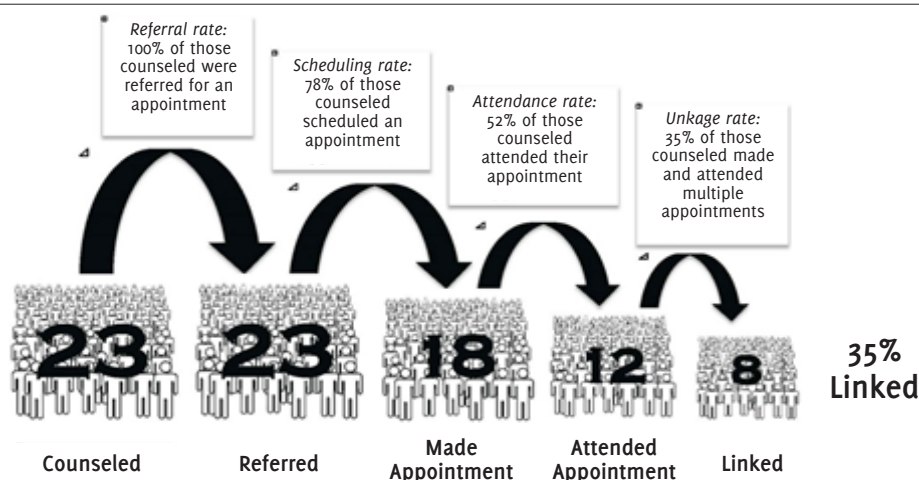 Referral rate:
100% of those
counseled were
referred for an
appointment
Scheduling rate:
78% of those
counseled
scheduled an
appointment
Attendance rate:
52% of those
counseled
attended their
appointment
Unkage rate:
35% of those
counseled made
and attended
multiple
appointments
23
23
18
12
8
35%
Linked
Counseled
Referred
Made
Appointment
Attended
Appointment
Linked